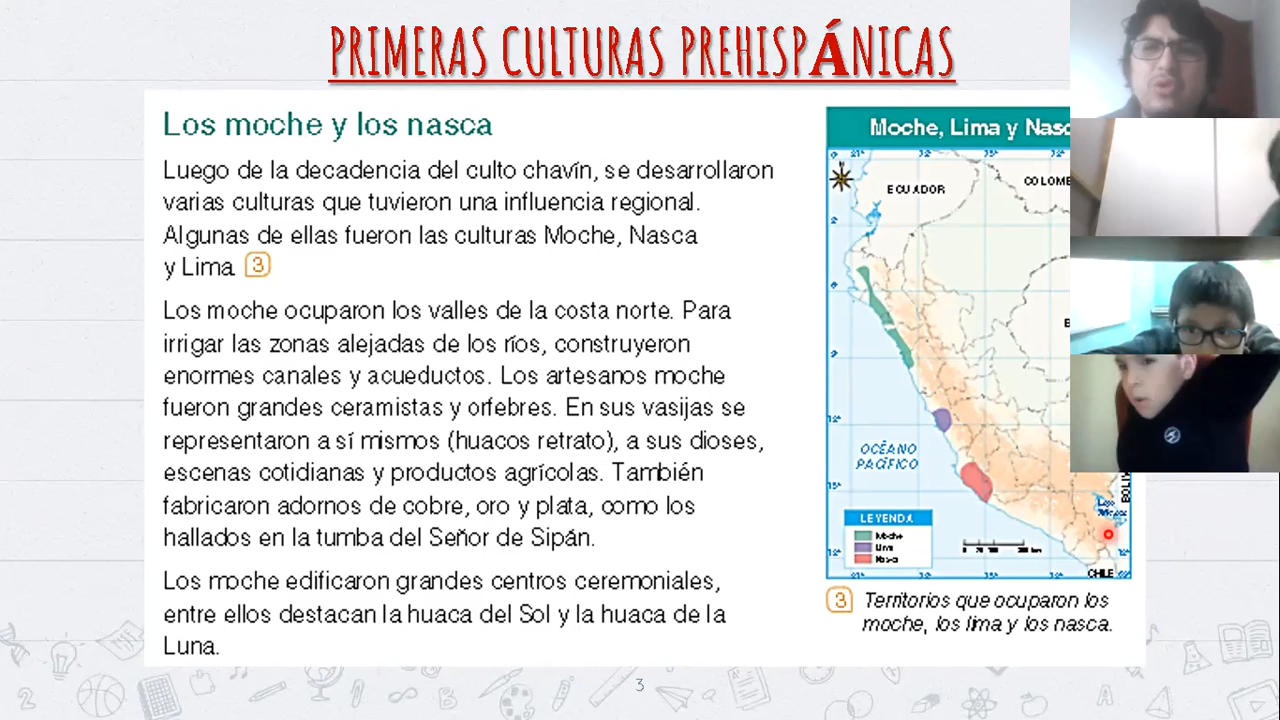 PRIMERAS CULTURAS PREHISPÁNICAS
Los moche y los nasca
Luego de la decadencia del culto chavín, se desarrollaron
varias culturas que tuvieron una influencia regional.
Algunas de ellas fueron las culturas Moche, Nasca
y Lima. 3
Los moche ocuparon los valles de la costa norte. Para
irrigar las zonas alejadas de los ríos, construyeron
enormes canales y acueductos. Los artesanos moche
fueron grandes ceramistas y orfebres. En sus vasijas se
representaron a sí mismos (huacos retrato), a sus dioses,
escenas cotidianas y productos agrícolas. También
fabricaron adornos de cobre, oro y plata, como los
hallados en la tumba del Señor de Sipán.
Los moche edificaron grandes centros ceremoniales,
entre ellos destacan la huaca del Sol y la huaca de la
Luna.
Moche, Lima y Nasc
ECUADOR
COLOM
OCÉANO
PACÍFICO
BOLIV
CHILE
LEYENDA
Moche
Lima
Nasca
3 Territorios que ocuparon los
moche, los lima y los nasca.
3